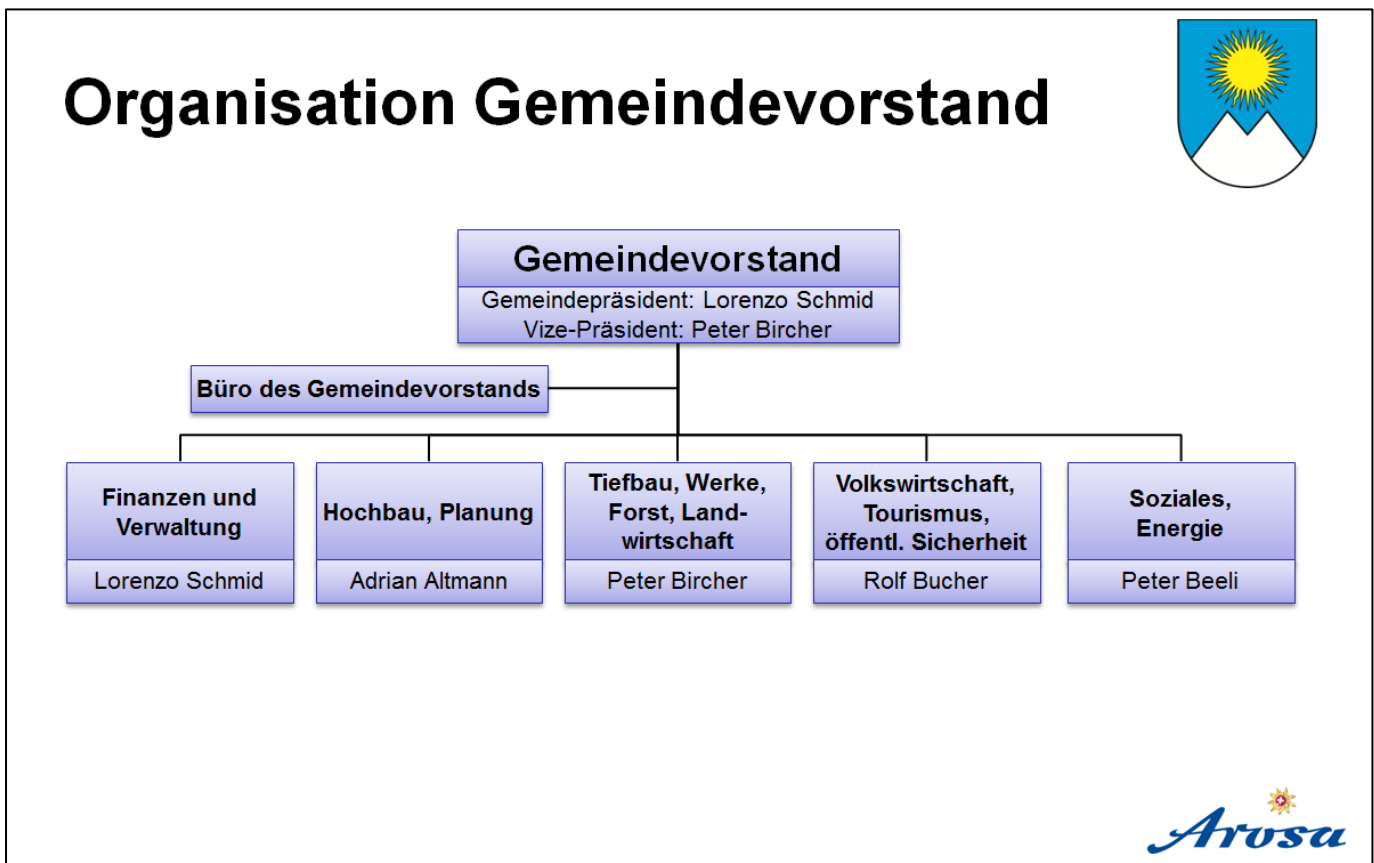 Organisation Gemeindevorstand
Gemeindevorstand
Gemeindepräsident: Lorenzo Schmid
Vize-Präsident: Peter Bircher
Büro des Gemeindevorstands
Finanzen und
Verwaltung
Lorenzo Schmid
Hochbau, Planung
Adrian Altmann
Tiefbau, Werke,
Forst, Land-
wirtschaft
Peter Bircher
Volkswirtschaft,
Tourismus,
öffentl. Sicherheit
Rolf Bucher
Soziales,
Energie
Peter Beeli
Arosa